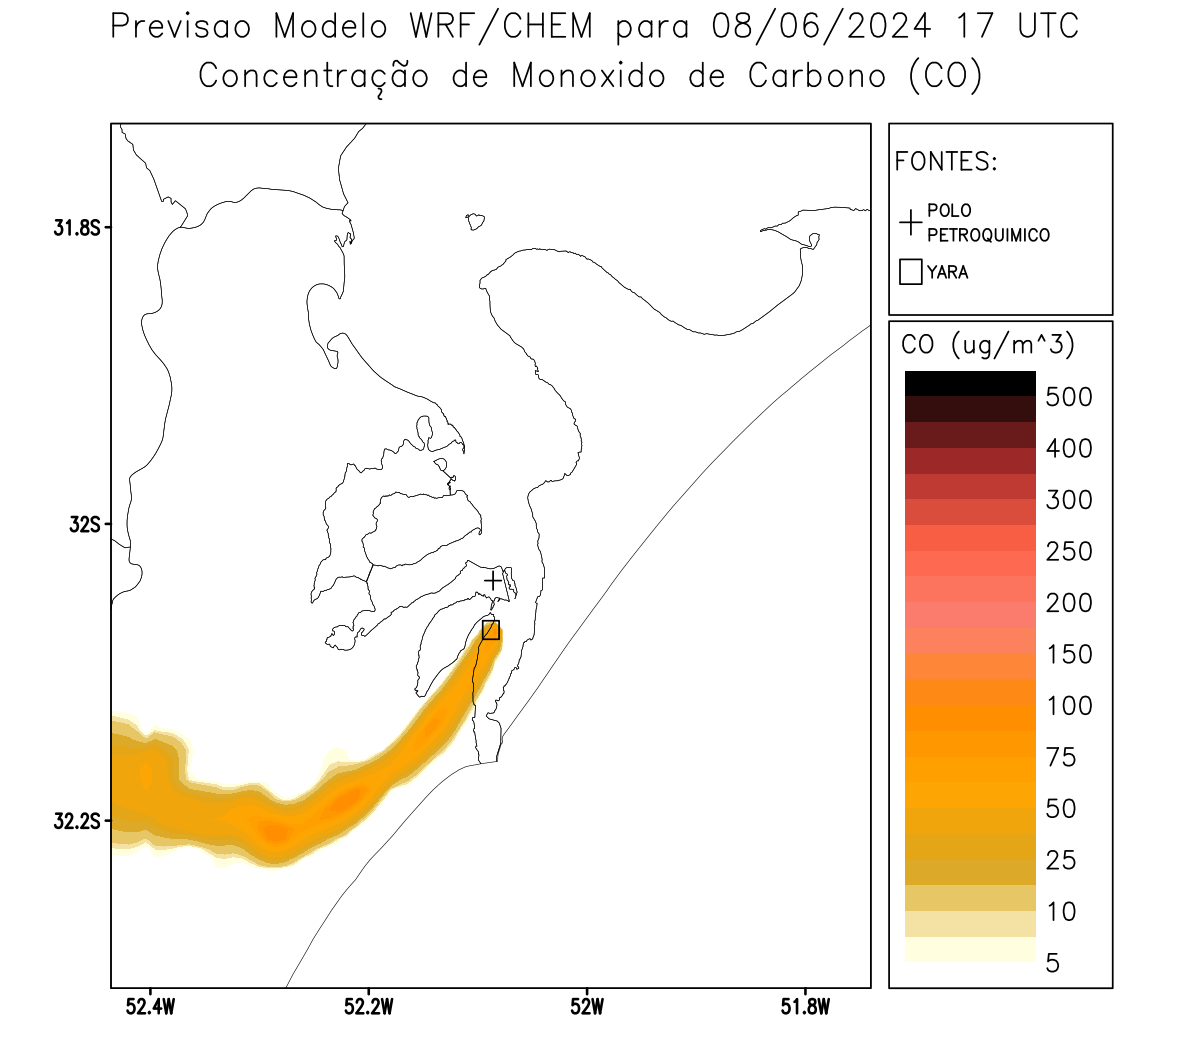 Previsao Modelo WRF/CHEM para 08/06/2024 17 UTC
Concentração de Monoxido de Carbono (CO)
FONTES:
POLO
PETROQUIMICO
YARA
CO (ug/m^3)
500
400
300
250
200
150
100
75
50
25
10
5
31.8S
32S
32.2S
52.4W
52.2W
52W
51.8W